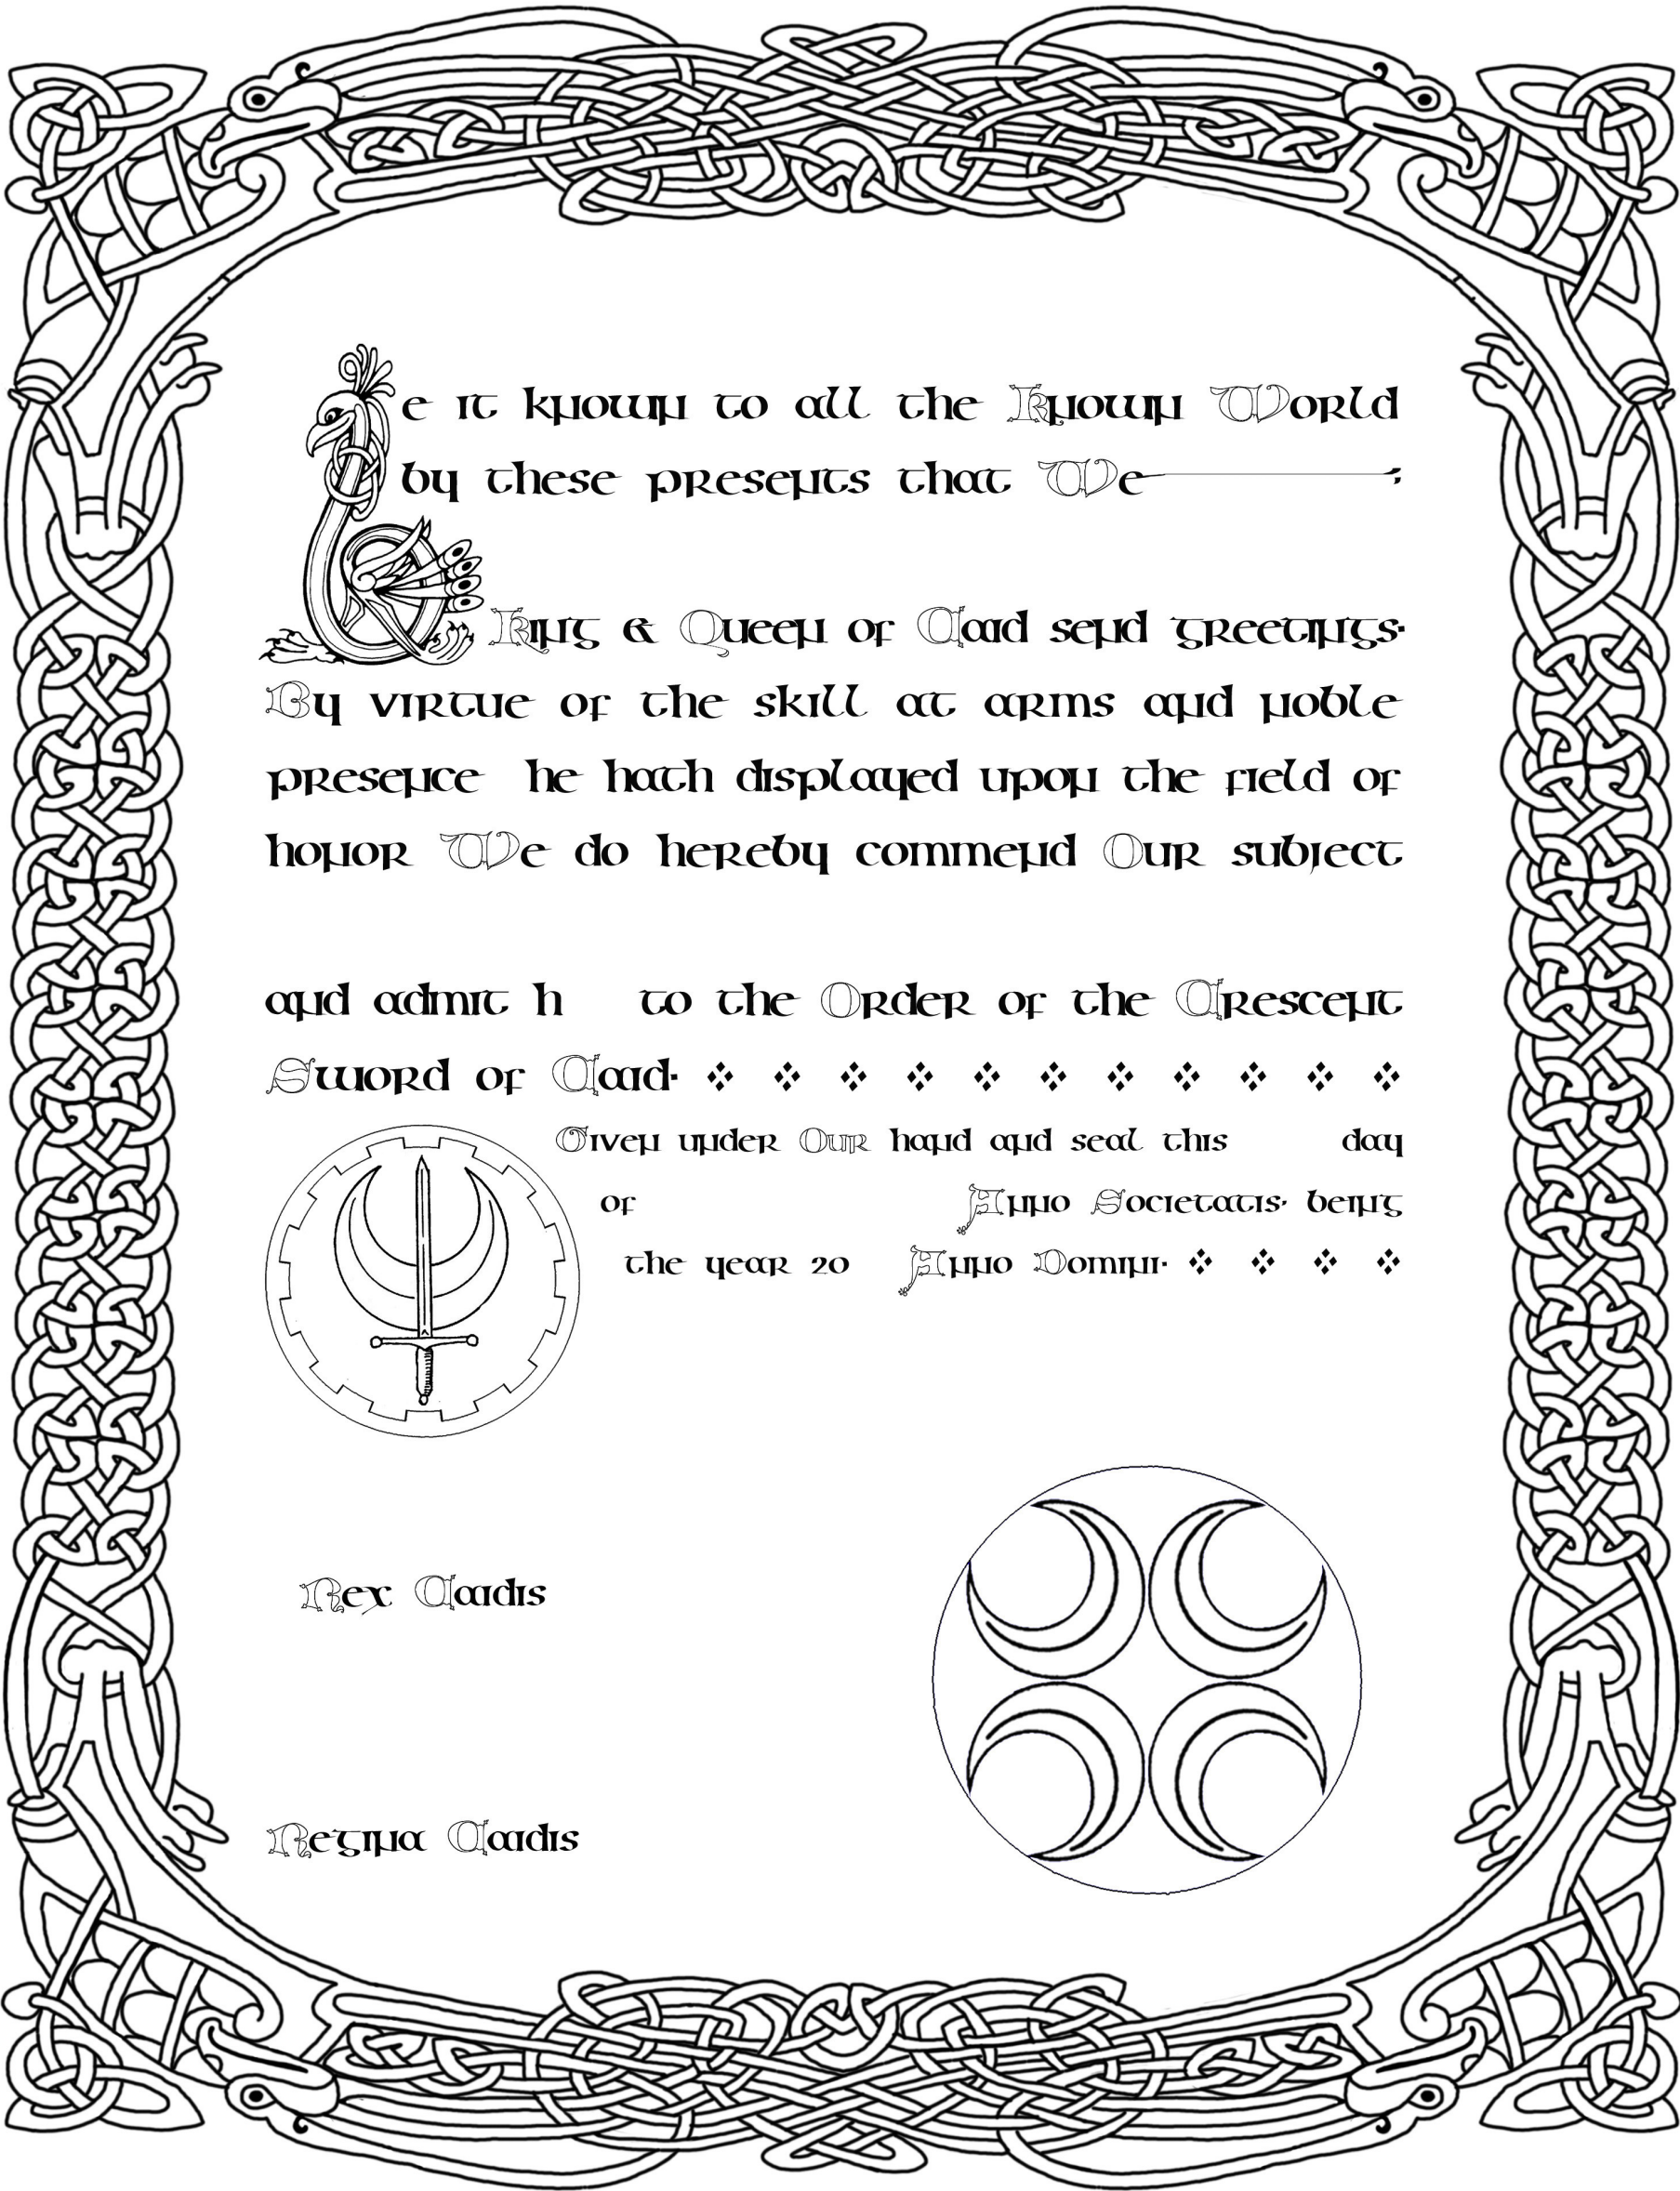 Be it known to all the Known World
by these presents that We ;
King & Queen of Caid send greetings.
By virtue of the skill at arms and noble
presence he hath displayed upon the field of
honor We do hereby commend Our subject
and admit h to the Order of the Crescent
Sword of Caid.
Given under Our hand and seal this day
of Anno Societatis, being
the year 20 Anno Domini.
Rex Caidis
Regina Caidis